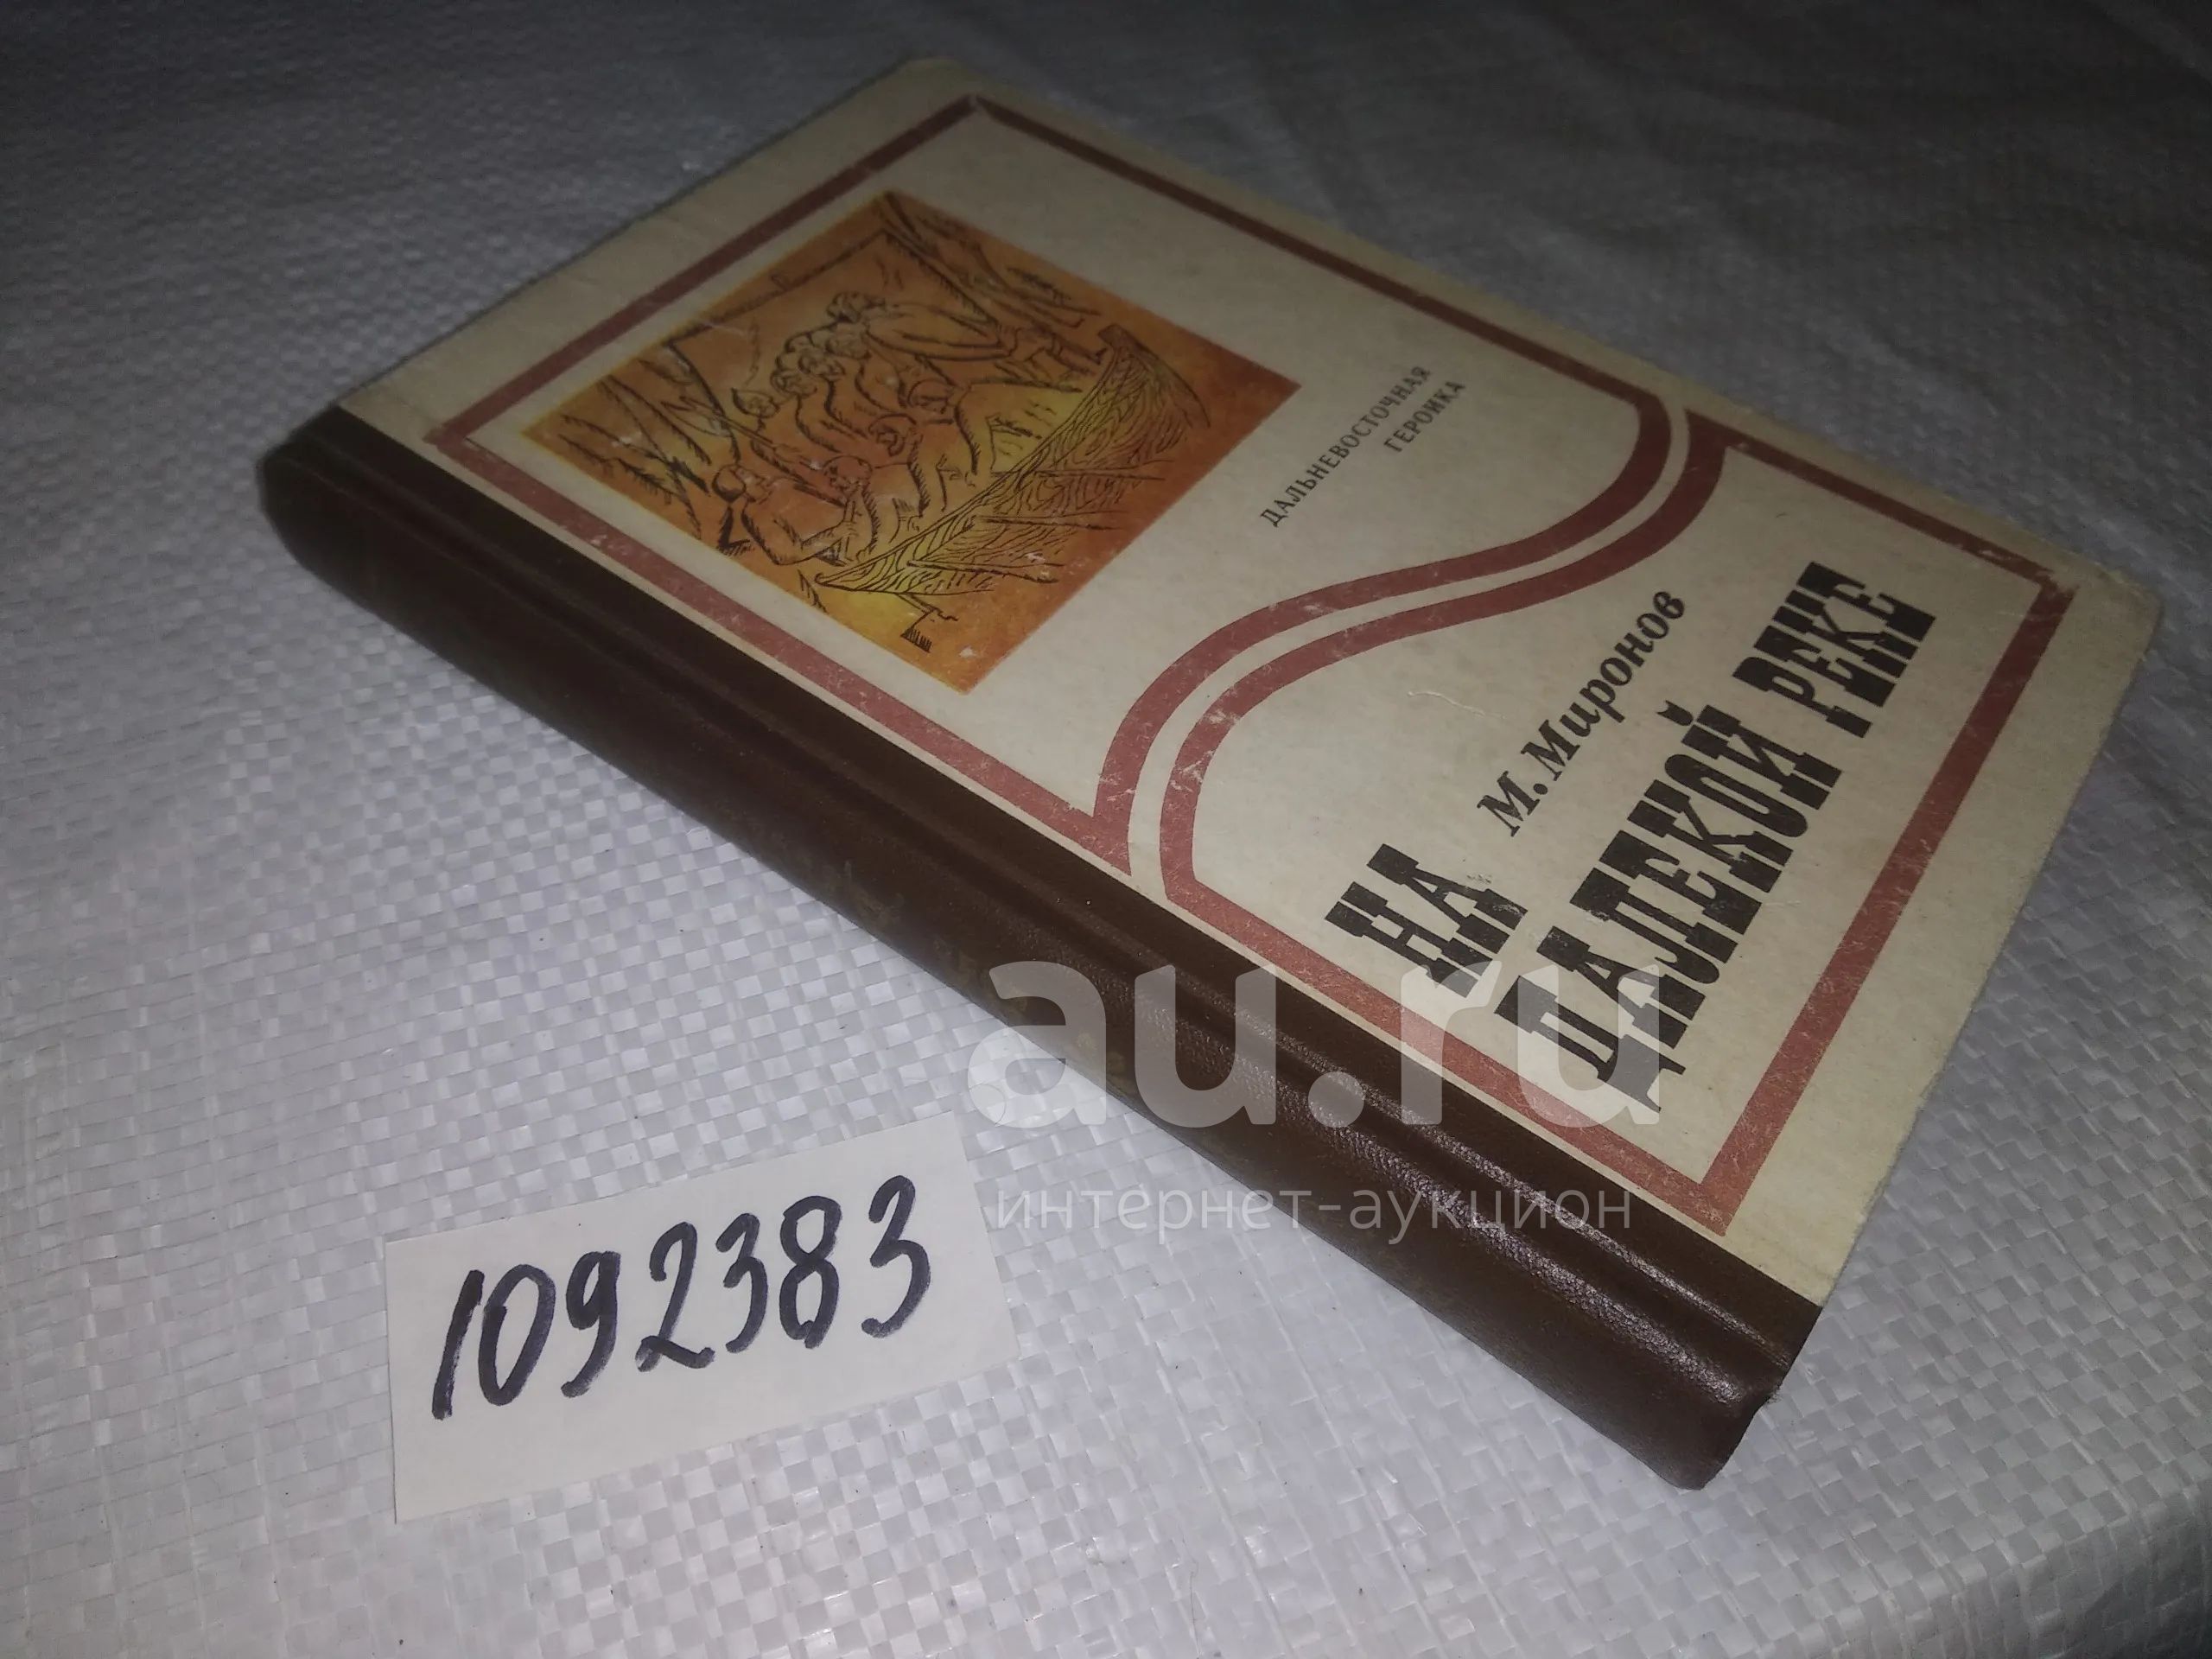 ДАЛЬНЕВОСТОЧНАЯ
ГЕРОИКА
М. Миронов
НА
ДАЛЕКОЙ РЕКЕ
au.ru
интернет-аукцион
1092383